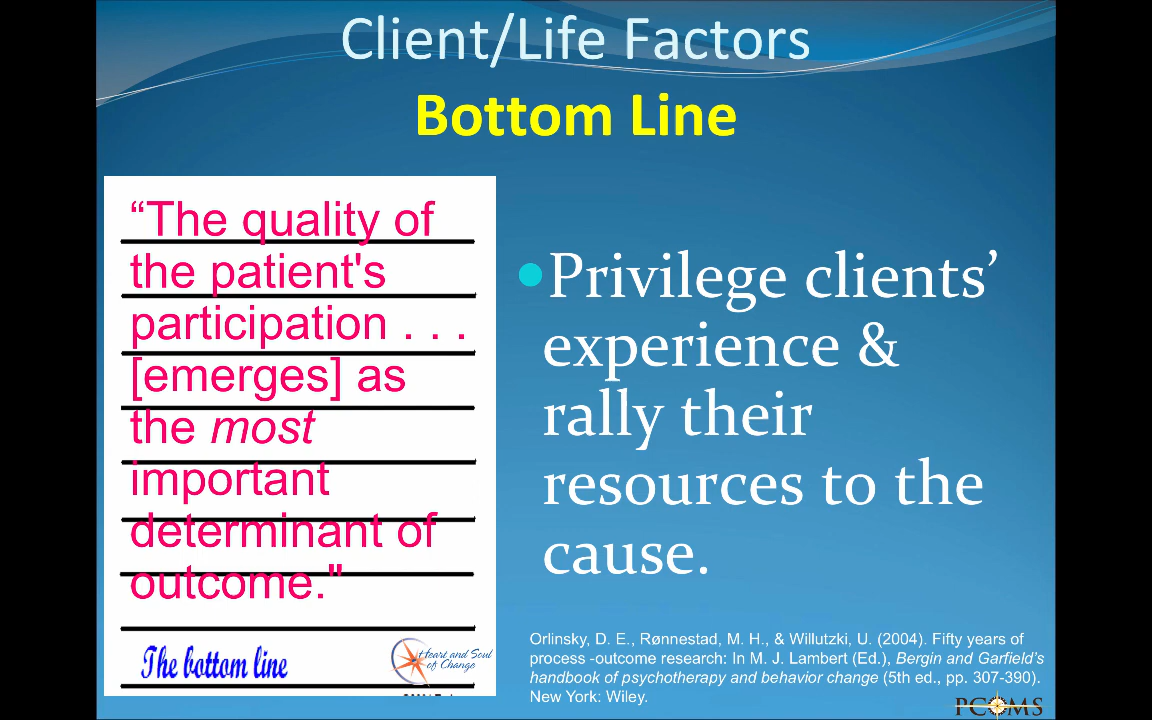 Client/Life Factors
Bottom Line
“The quality of
the patient's
participation . . .
[emerges] as
the most
important
determinant of
outcome."
The bottom line
Heart and Soul
of Change
•Privilege clients’
experience &
rally their
resources to the
cause.
Orlinsky, D. E., Rønnestad, M. H., & Willutzki, U. (2004). Fifty years of
process -outcome research: In M. J. Lambert (Ed.), Bergin and Garfield’s
handbook of psychotherapy and behavior change (5th ed., pp. 307-390).
New York: Wiley.
PCOMS